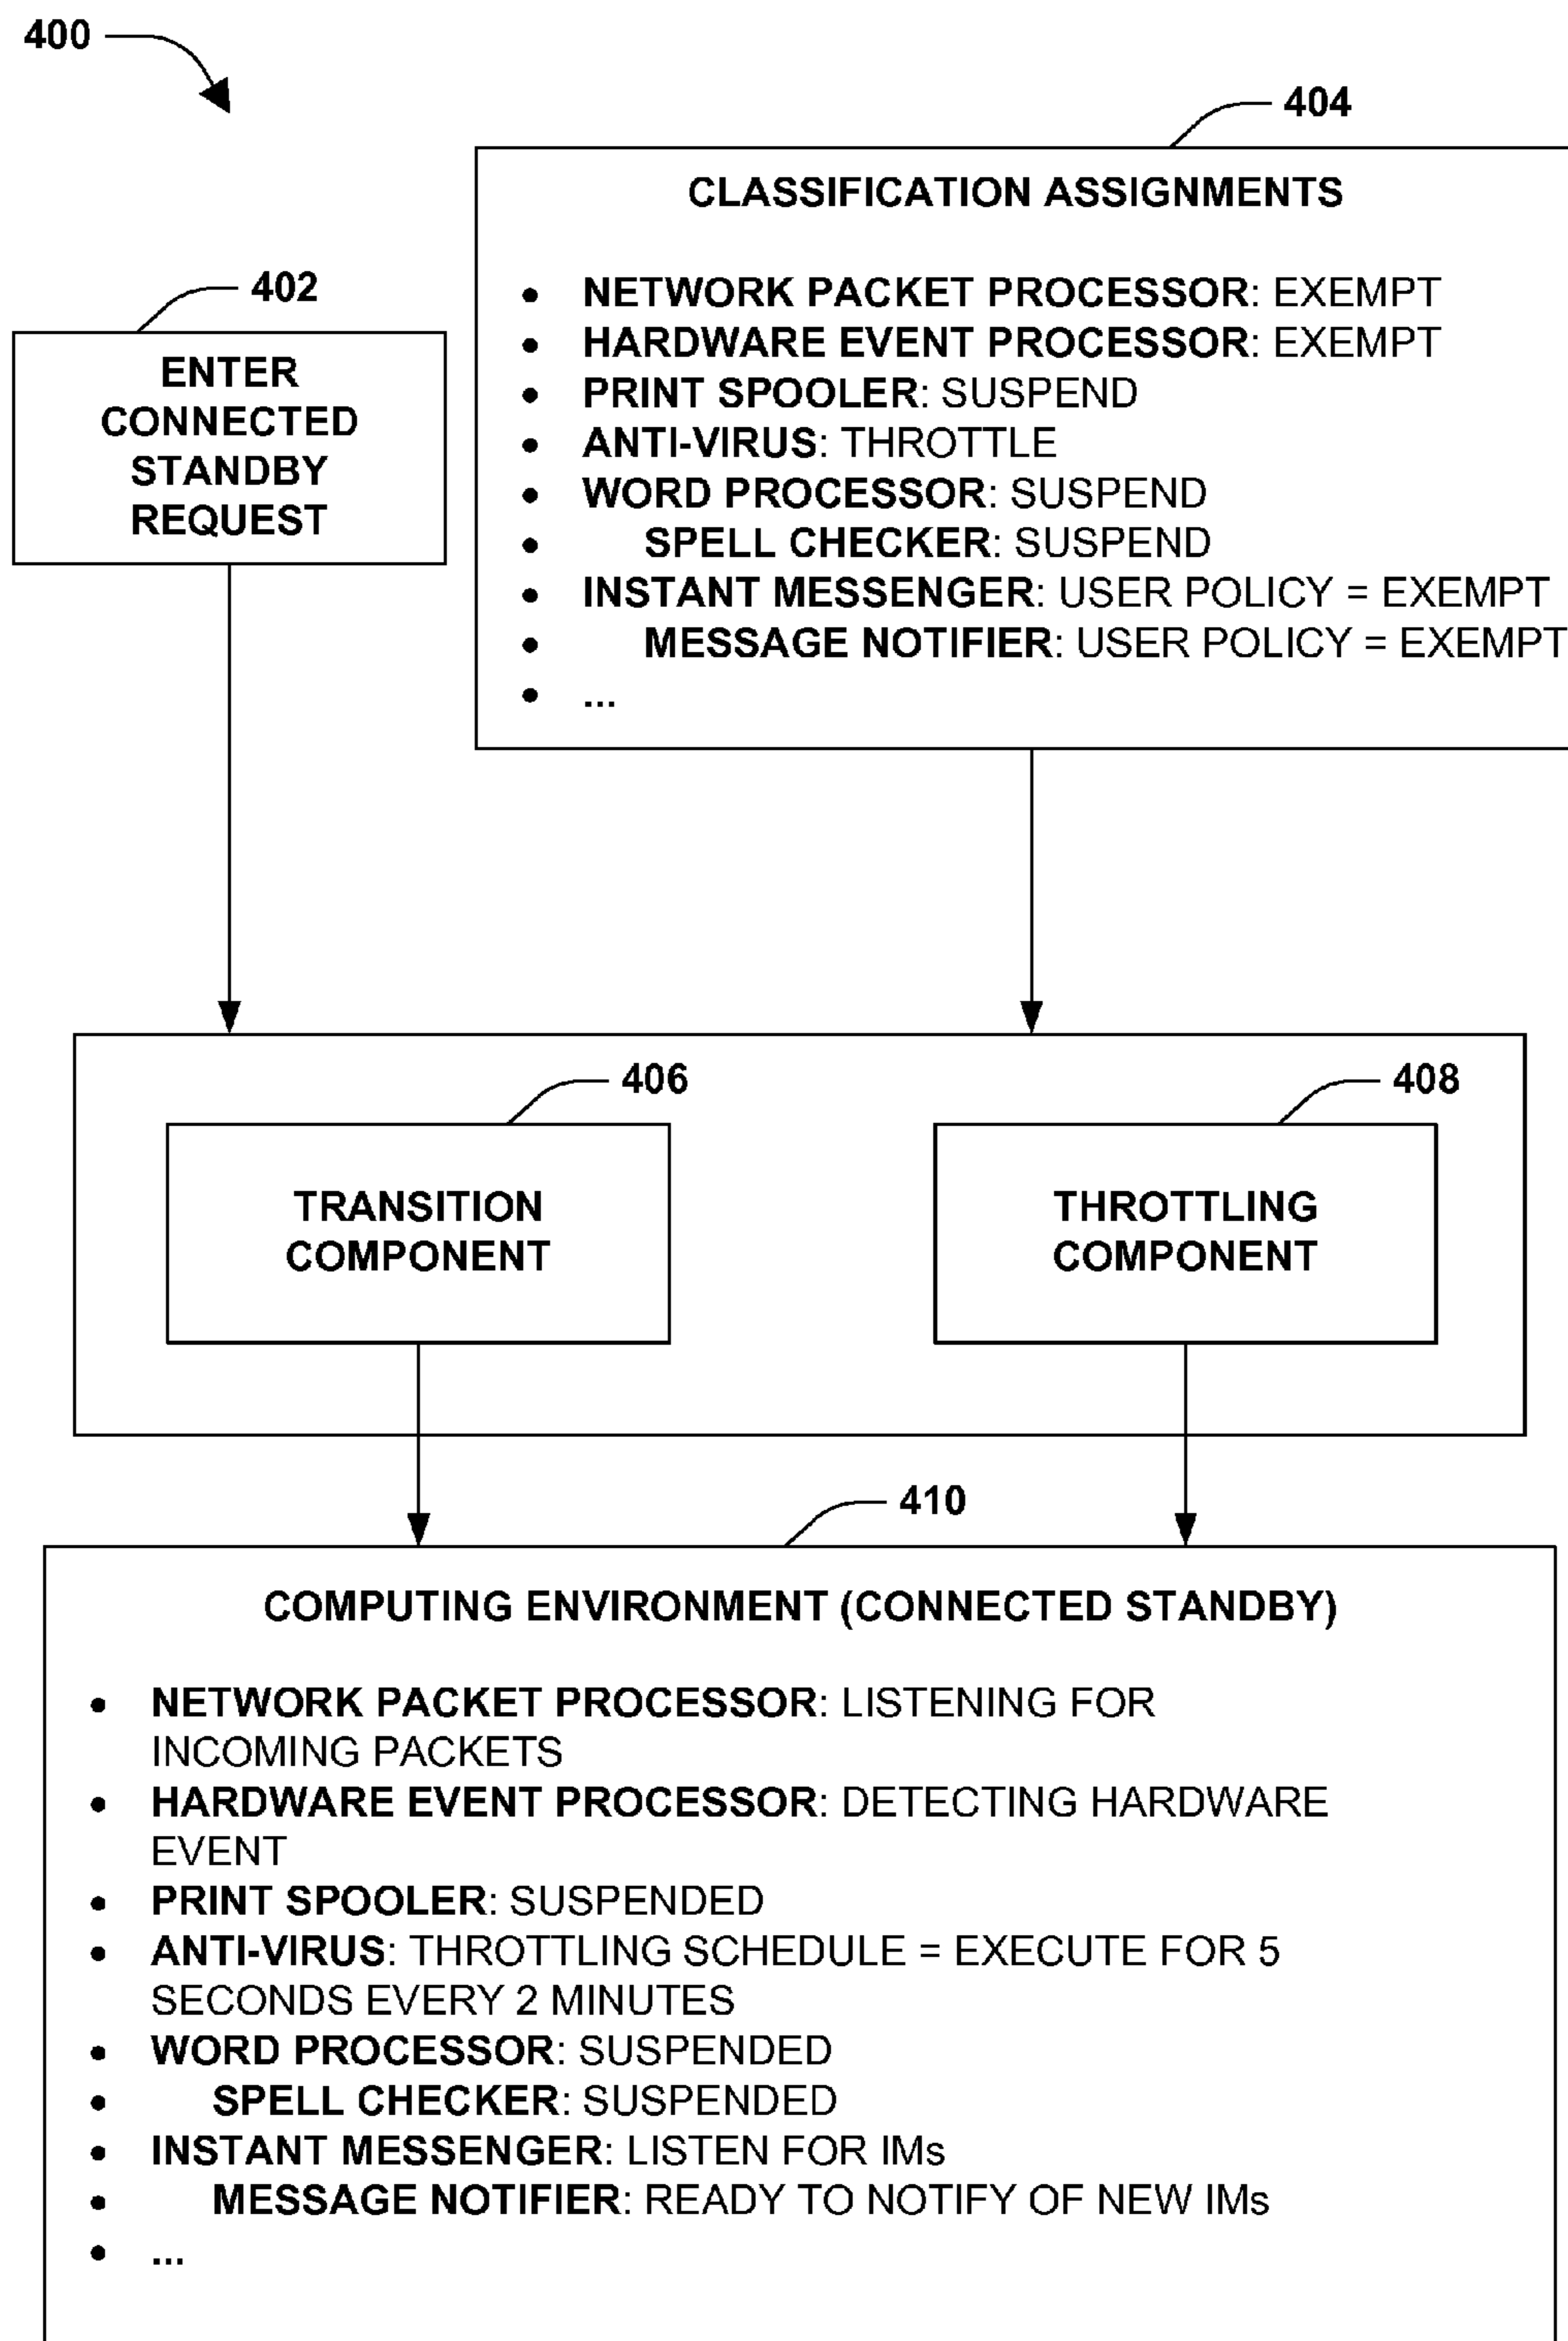 400
404
CLASSIFICATION ASSIGNMENTS
• NETWORK PACKET PROCESSOR: EXEMPT
• HARDWARE EVENT PROCESSOR: EXEMPT
• PRINT SPOOLER: SUSPEND
• ANTI-VIRUS: THROTTLE
• WORD PROCESSOR: SUSPEND
• SPELL CHECKER: SUSPEND
• INSTANT MESSENGER: USER POLICY = EXEMPT
• MESSAGE NOTIFIER: USER POLICY = EXEMPT
• ...
402
ENTER
CONNECTED
STANDBY
REQUEST
406
TRANSITION
COMPONENT
408
THROTTLING
COMPONENT
410
COMPUTING ENVIRONMENT (CONNECTED STANDBY)
• NETWORK PACKET PROCESSOR: LISTENING FOR
INCOMING PACKETS
• HARDWARE EVENT PROCESSOR: DETECTING HARDWARE
EVENT
• PRINT SPOOLER: SUSPENDED
• ANTI-VIRUS: THROTTLING SCHEDULE = EXECUTE FOR 5
SECONDS EVERY 2 MINUTES
• WORD PROCESSOR: SUSPENDED
• SPELL CHECKER: SUSPENDED
• INSTANT MESSENGER: LISTEN FOR IMs
• MESSAGE NOTIFIER: READY TO NOTIFY OF NEW IMs
• ...